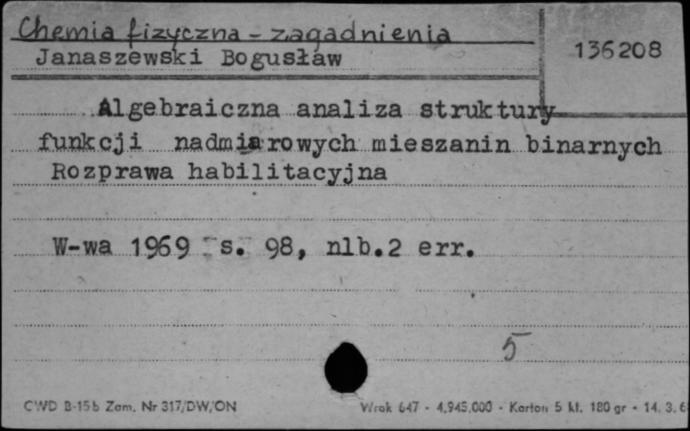 Chemia fizyczna - zagadnienia
136208
Janaszewski Bogusław
Algebraiczna analiza struktury
funkcji nadmiarowych mieszanin binarnych
Rozprawa habilitacyjna
W-wa 1969 s. 98, nlb.2 err.
5
CWD B-15b Zam. Nr 317/DW/ON
Wrak 647 - 4.945.000 - Karton 5 kl. 180 gr - 14. 3. 6